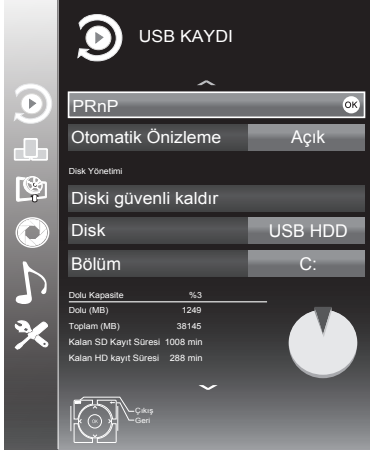 USB KAYDI
PRnP OK
Otomatik Önizleme Açık
Disk Yönetimi
Diski güvenli kaldır
Disk USB HDD
Bölüm C:
Dolu Kapasite %3
Dolu (MB) 1249
Toplam (MB) 38145
Kalan SD Kayıt Süresi 1008 min
Kalan HD kayıt Süresi 288 min
Çıkış
OK
Geri